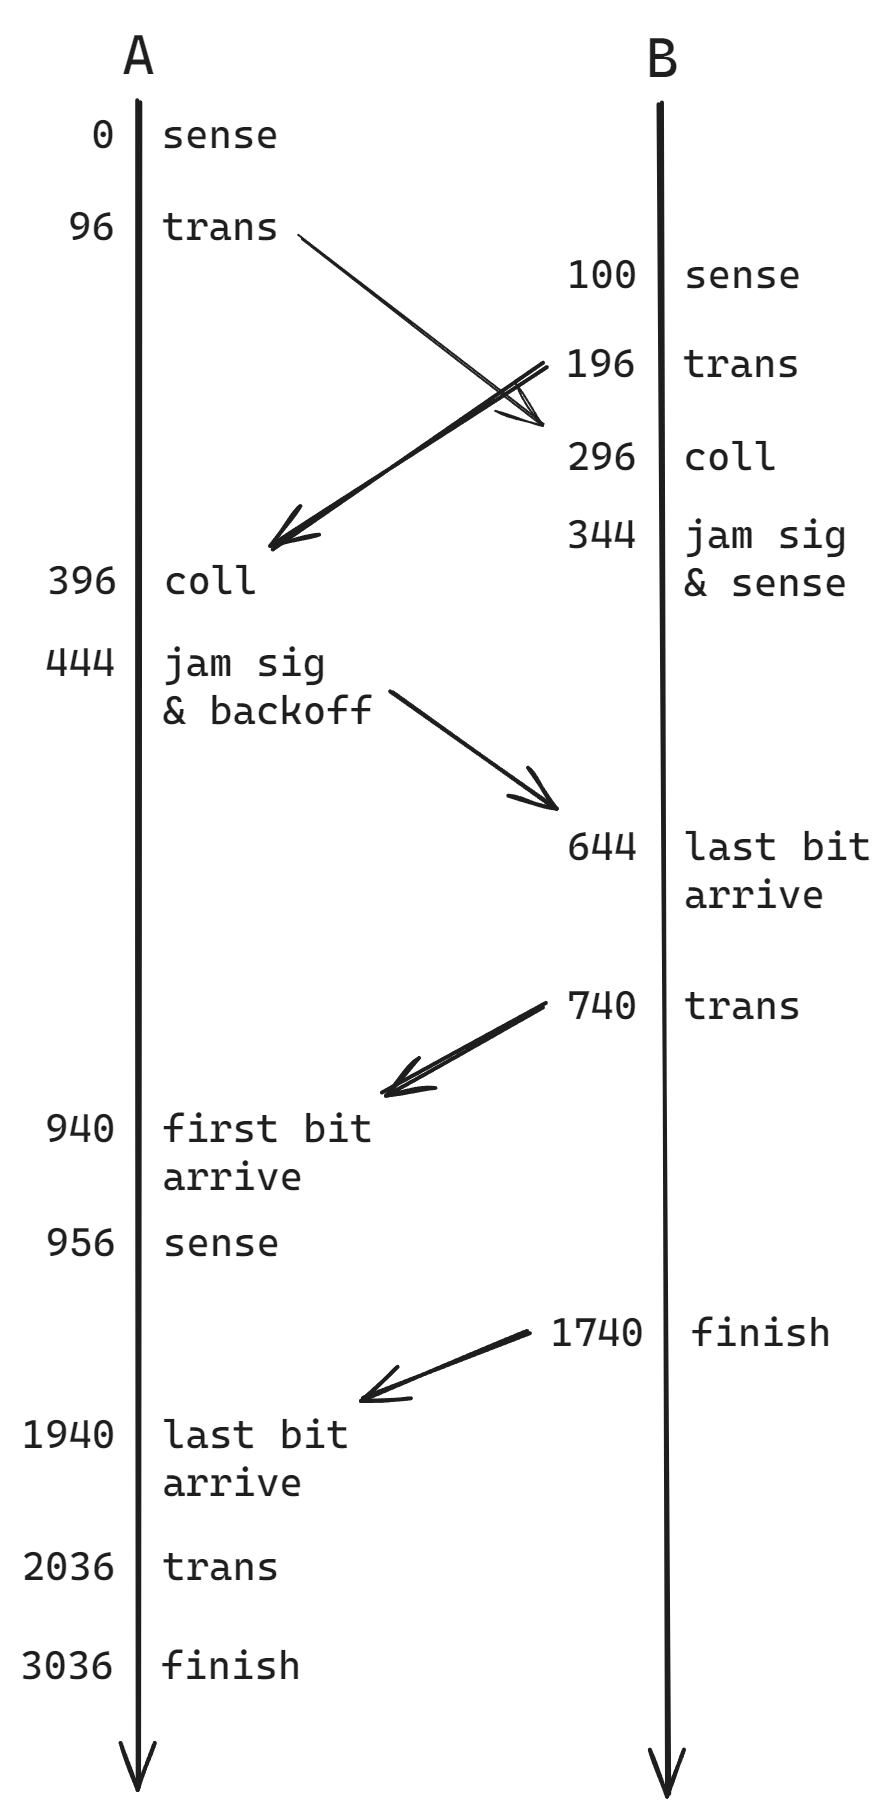 A
B
0 sense
96 trans
100 sense
196 trans
296 coll
344 jam sig
& sense
396 coll
444 jam sig
& backoff
644 last bit
arrive
740 trans
940 first bit
arrive
956 sense
1740 finish
1940 last bit
arrive
2036 trans
3036 finish